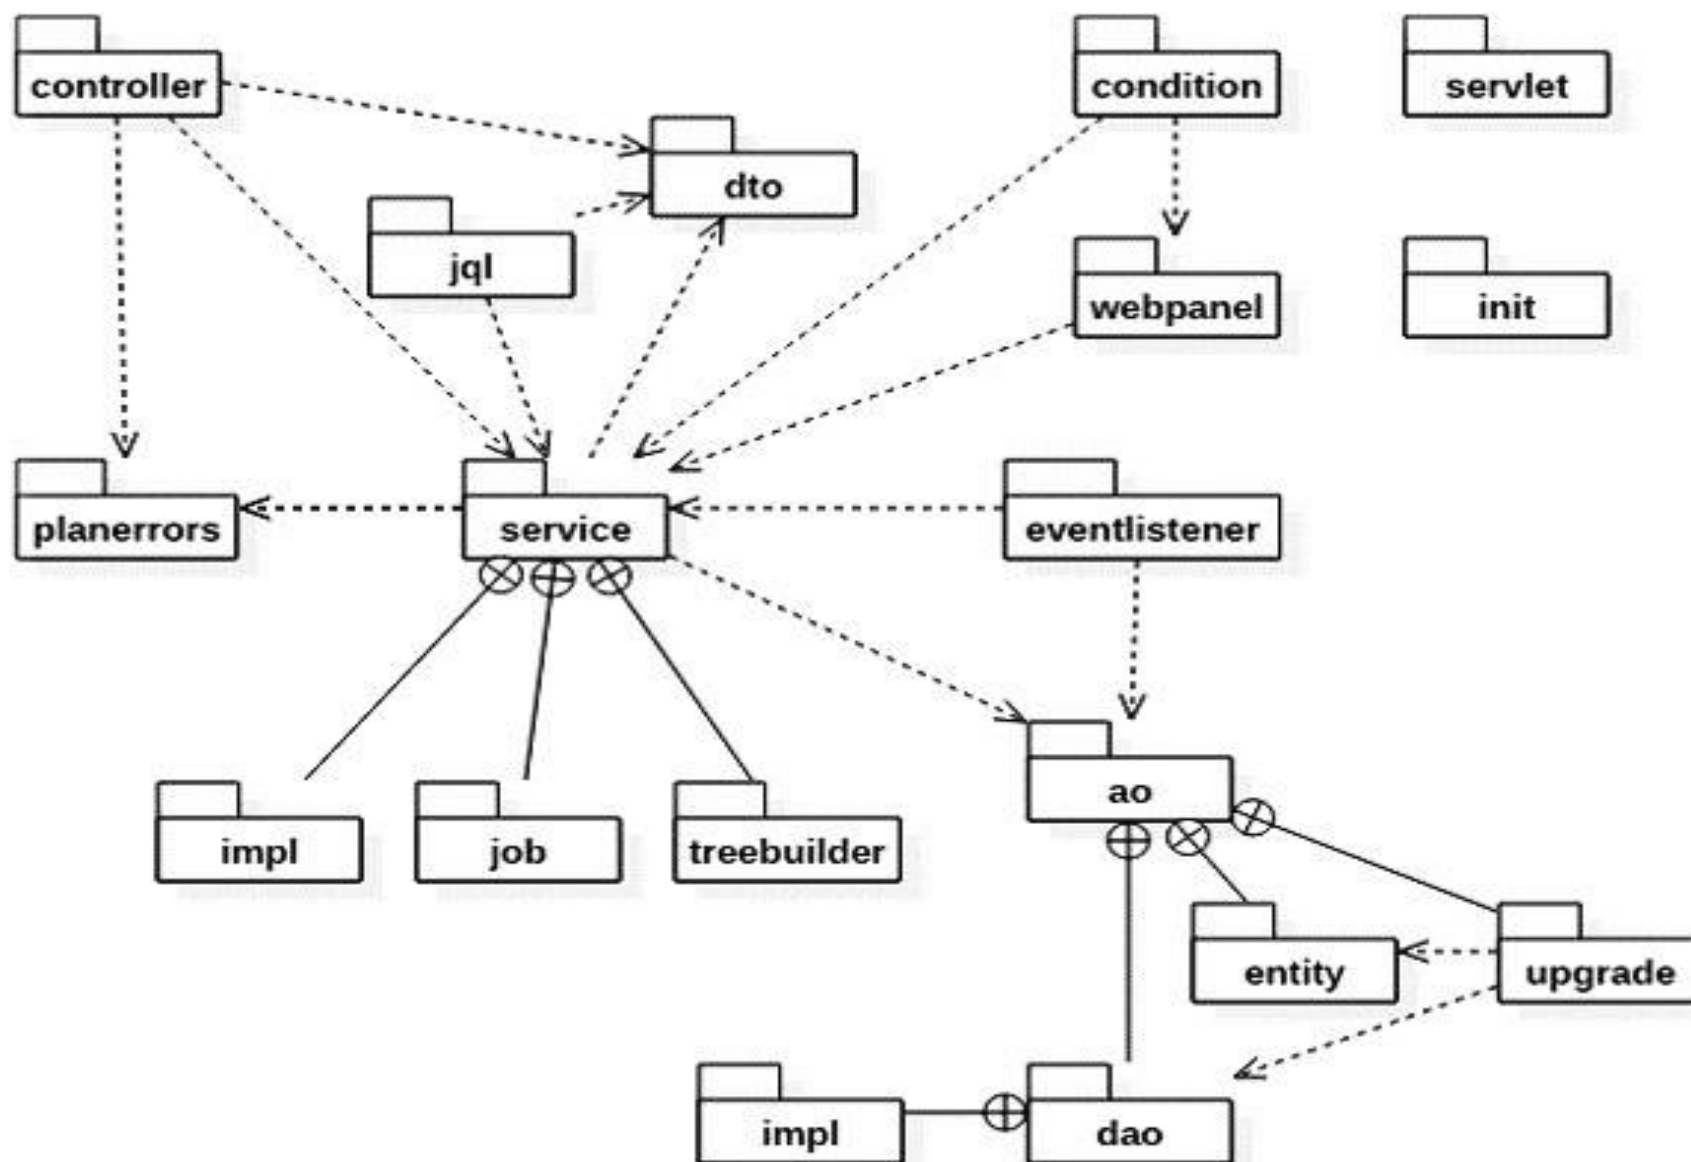 controller
condition
servlet
dto
jql
webpanel
init
planerrors
service
eventlistener
ao
impl
job
treebuilder
entity
upgrade
impl
dao